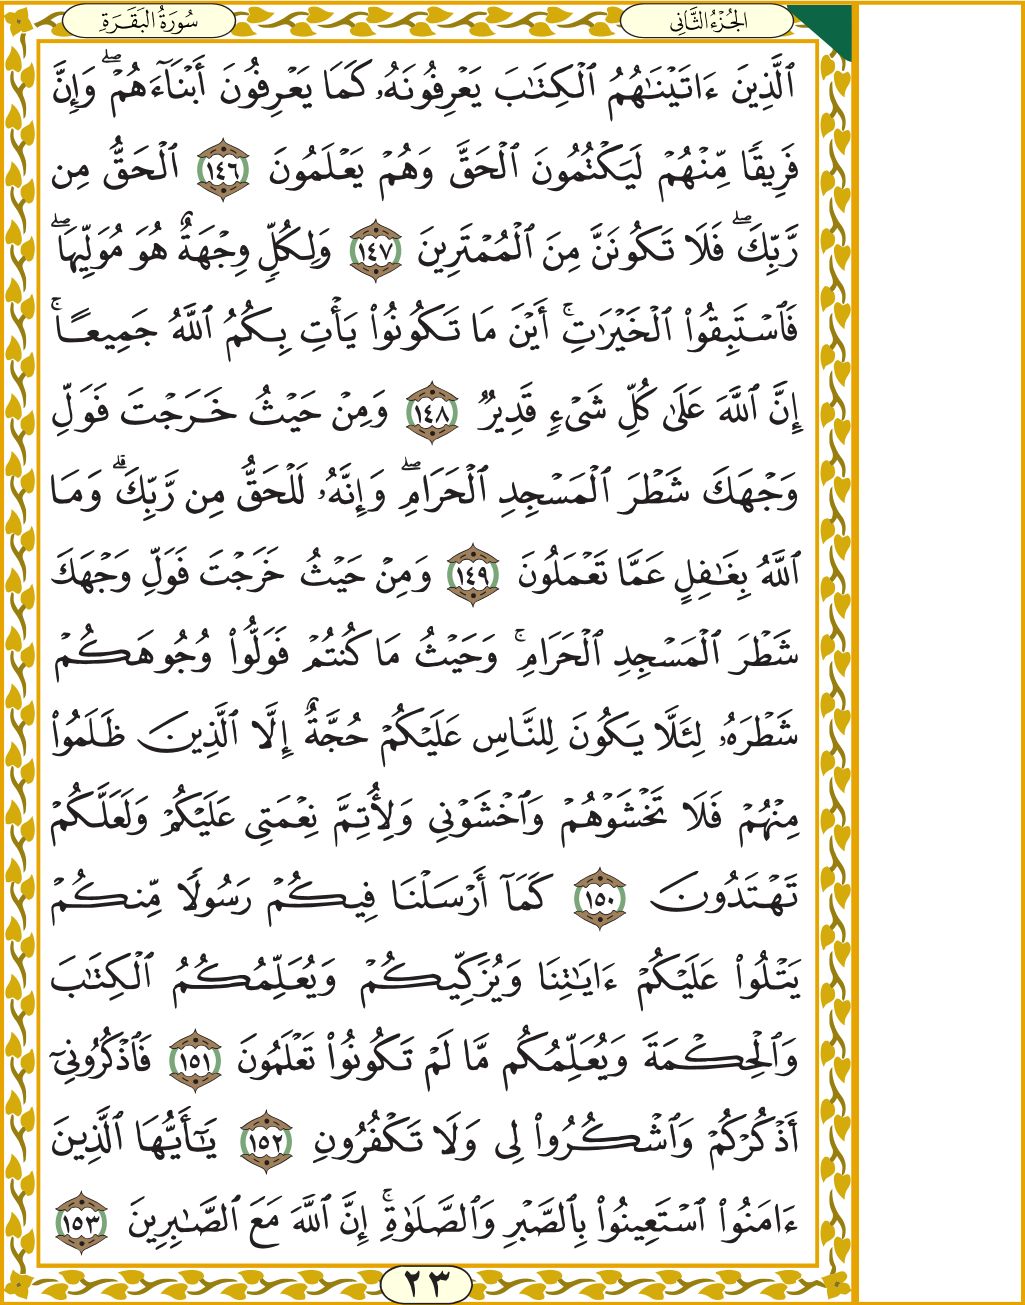 الجُزْءُ الثَّانِي
سُورَةُ البَقَرَةِ
ٱلَّذِينَ ءَاتَيْنَٰهُمُ ٱلْكِتَٰبَ يَعْرِفُونَهُۥ كَمَا يَعْرِفُونَ أَبْنَآءَهُمْۖ وَإِنَّ
فَرِيقًا مِّنْهُمْ لَيَكْتُمُونَ ٱلْحَقَّ وَهُمْ يَعْلَمُونَ ١٤٦ ٱلْحَقُّ مِن
رَّبِّكَۖ فَلَا تَكُونَنَّ مِنَ ٱلْمُمْتَرِينَ ١٤٧ وَلِكُلٍّ وِجْهَةٌ هُوَ مُوَلِّيهَاۖ
فَٱسْتَبِقُوا۟ ٱلْخَيْرَٰتِۚ أَيْنَ مَا تَكُونُوا۟ يَأْتِ بِكُمُ ٱللَّهُ جَمِيعًاۚ
إِنَّ ٱللَّهَ عَلَىٰ كُلِّ شَىْءٍ قَدِيرٌ ١٤٨ وَمِنْ حَيْثُ خَرَجْتَ فَوَلِّ
وَجْهَكَ شَطْرَ ٱلْمَسْجِدِ ٱلْحَرَامِۖ وَإِنَّهُۥ لَلْحَقُّ مِن رَّبِّكَۗ وَمَا
ٱللَّهُ بِغَٰفِلٍ عَمَّا تَعْمَلُونَ ١٤٩ وَمِنْ حَيْثُ خَرَجْتَ فَوَلِّ وَجْهَكَ
شَطْرَ ٱلْمَسْجِدِ ٱلْحَرَامِۚ وَحَيْثُ مَا كُنتُمْ فَوَلُّوا۟ وُجُوهَكُمْ
شَطْرَهُۥ لِئَلَّا يَكُونَ لِلنَّاسِ عَلَيْكُمْ حُجَّةٌ إِلَّا ٱلَّذِينَ ظَلَمُوا۟
مِنْهُمْ فَلَا تَخْشَوْهُمْ وَٱخْشَوْنِى وَلِأُتِمَّ نِعْمَتِى عَلَيْكُمْ وَلَعَلَّكُمْ
تَهْتَدُونَ ١٥٠ كَمَآ أَرْسَلْنَا فِيكُمْ رَسُولًا مِّنكُمْ
يَتْلُوا۟ عَلَيْكُمْ ءَايَٰتِنَا وَيُزَكِّيكُمْ وَيُعَلِّمُكُمُ ٱلْكِتَٰبَ
وَٱلْحِكْمَةَ وَيُعَلِّمُكُم مَّا لَمْ تَكُونُوا۟ تَعْلَمُونَ ١٥١ فَٱذْكُرُونِىٓ
أَذْكُرْكُمْ وَٱشْكُرُوا۟ لِى وَلَا تَكْفُرُونِ ١٥٢ يَٰٓأَيُّهَا ٱلَّذِينَ
ءَامَنُوا۟ ٱسْتَعِينُوا۟ بِٱلصَّبْرِ وَٱلصَّلَوٰةِۚ إِنَّ ٱللَّهَ مَعَ ٱلصَّٰبِرِينَ ١٥٣
٢٣